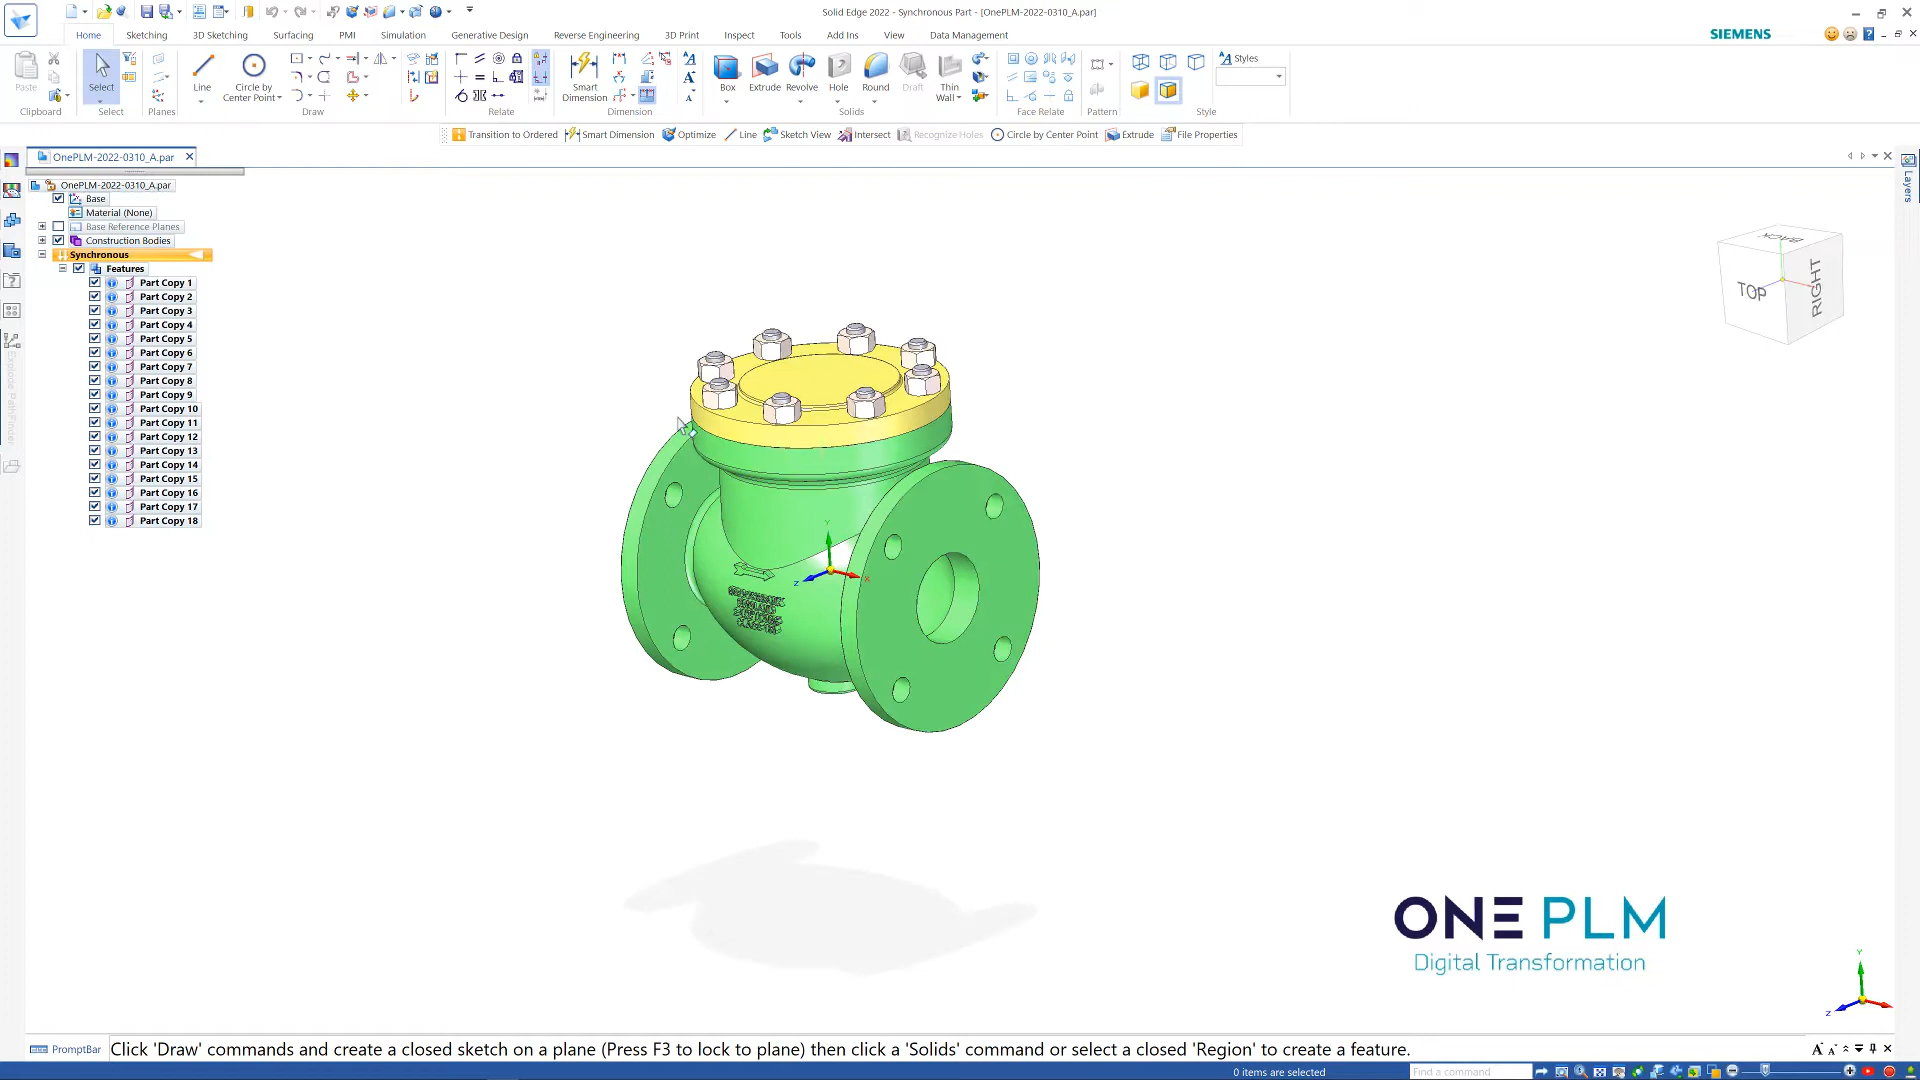 Solid Edge 2022 - Synchronous Part - [OnePLM-2022-0310_A.par]
Home Sketching 3D Sketching Surfacing PMI Simulation Generative Design Reverse Engineering 3D Print Inspect Tools Add Ins View Data Management
SIEMENS
Paste
Select
Line
Circle by
Center Point
Smart
Dimension
Box
Extrude
Revolve
Hole
Round
Draft
Thin
Wall
Styles
Clipboard Select Planes Draw Relate Dimension Solids Face Relate Pattern Style
Transition to Ordered Smart Dimension Optimize Line Sketch View Intersect Recognize Holes Circle by Center Point Extrude File Properties
OnePLM-2022-0310_A.par
OnePLM-2022-0310_A.par
Base
Material (None)
Base Reference Planes
Construction Bodies
Synchronous
Features
Part Copy 1
Part Copy 2
Part Copy 3
Part Copy 4
Part Copy 5
Part Copy 6
Part Copy 7
Part Copy 8
Part Copy 9
Part Copy 10
Part Copy 11
Part Copy 12
Part Copy 13
Part Copy 14
Part Copy 15
Part Copy 16
Part Copy 17
Part Copy 18
Explode PathFinder
Layers
BACK
TOP
RIGHT
Y
Z
X
ONE PLM
Digital Transformation
Y
Z
PromptBar
Click 'Draw' commands and create a closed sketch on a plane (Press F3 to lock to plane) then click a 'Solids' command or select a closed 'Region' to create a feature.
0 items are selected
Find a command